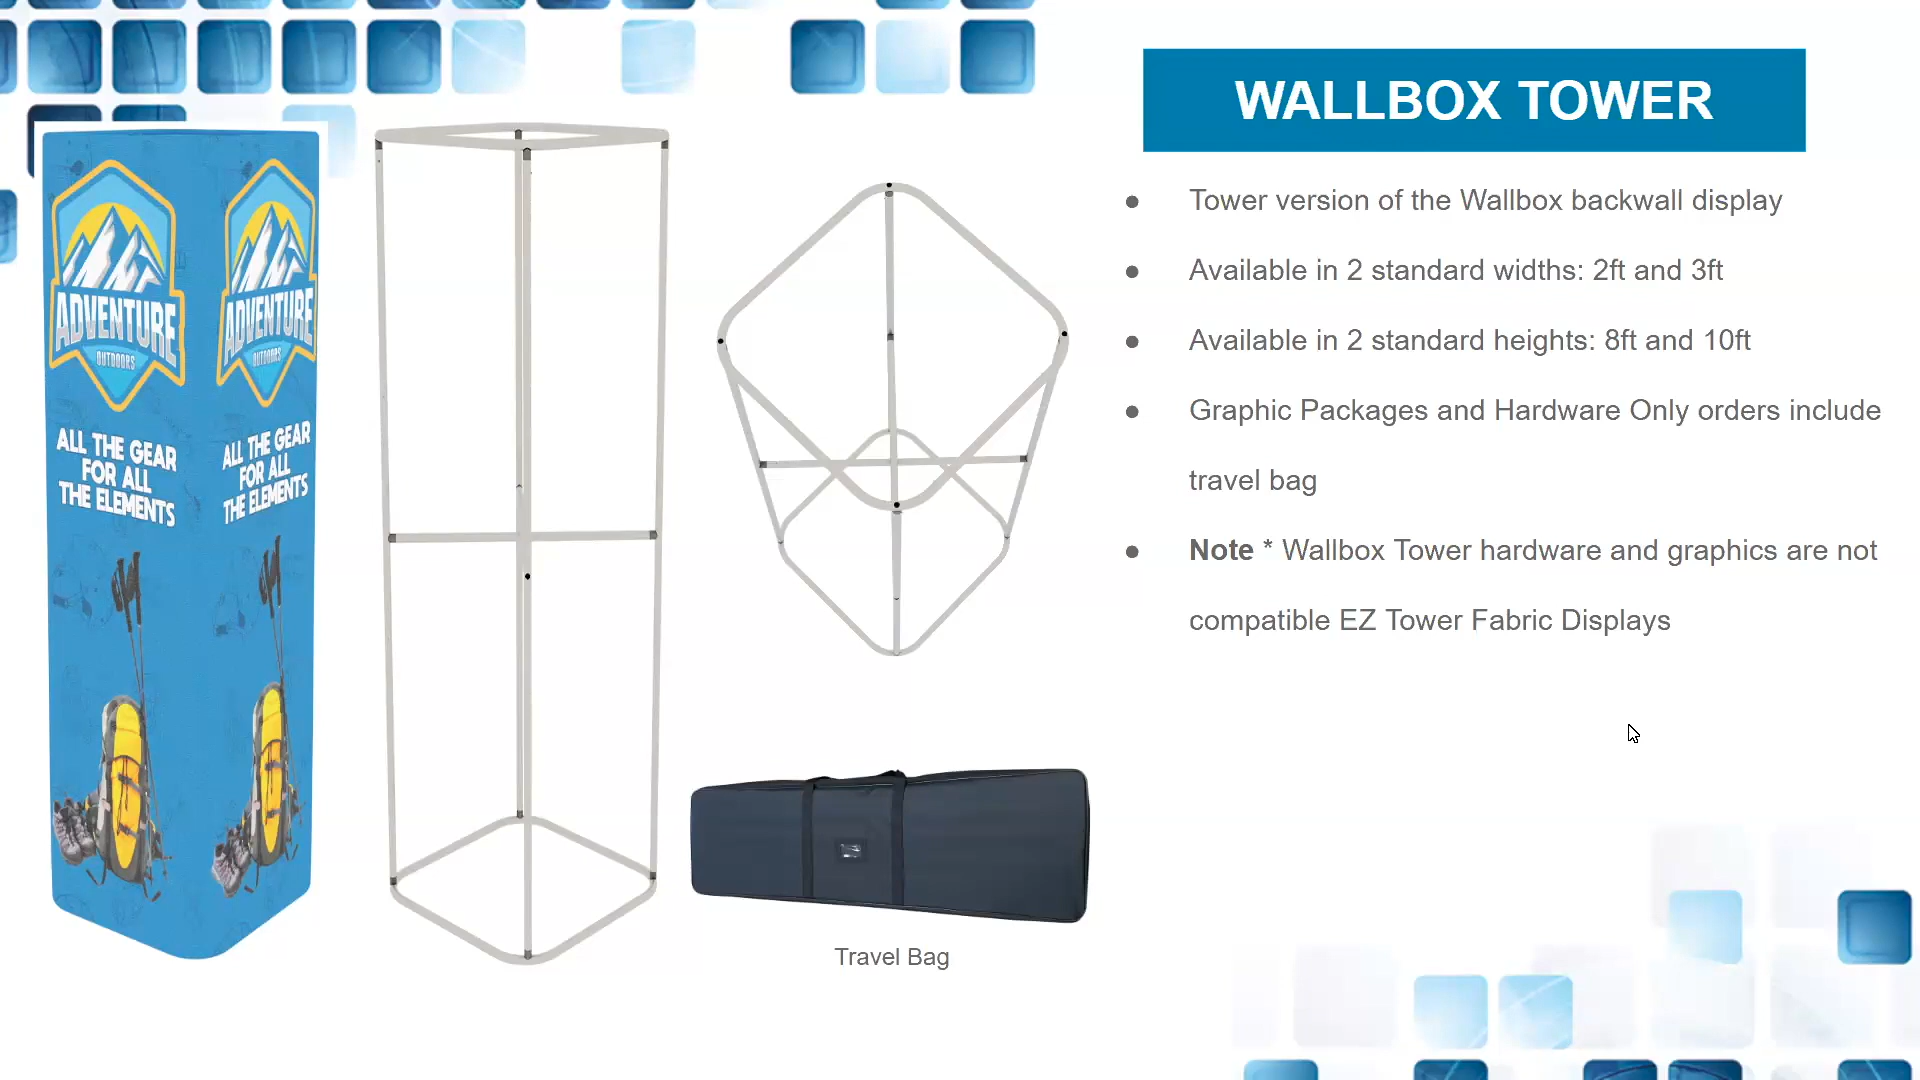 WALLBOX TOWER
Tower version of the Wallbox backwall display
Available in 2 standard widths: 2ft and 3ft
Available in 2 standard heights: 8ft and 10ft
Graphic Packages and Hardware Only orders include
travel bag
Note * Wallbox Tower hardware and graphics are not
compatible EZ Tower Fabric Displays
ADVENTURE
OUTDOORS
ALL THE GEAR
FOR ALL
THE ELEMENTS
ADVENTURE
OUTDOORS
ALL THE GEAR
FOR ALL
THE ELEMENTS
Travel Bag